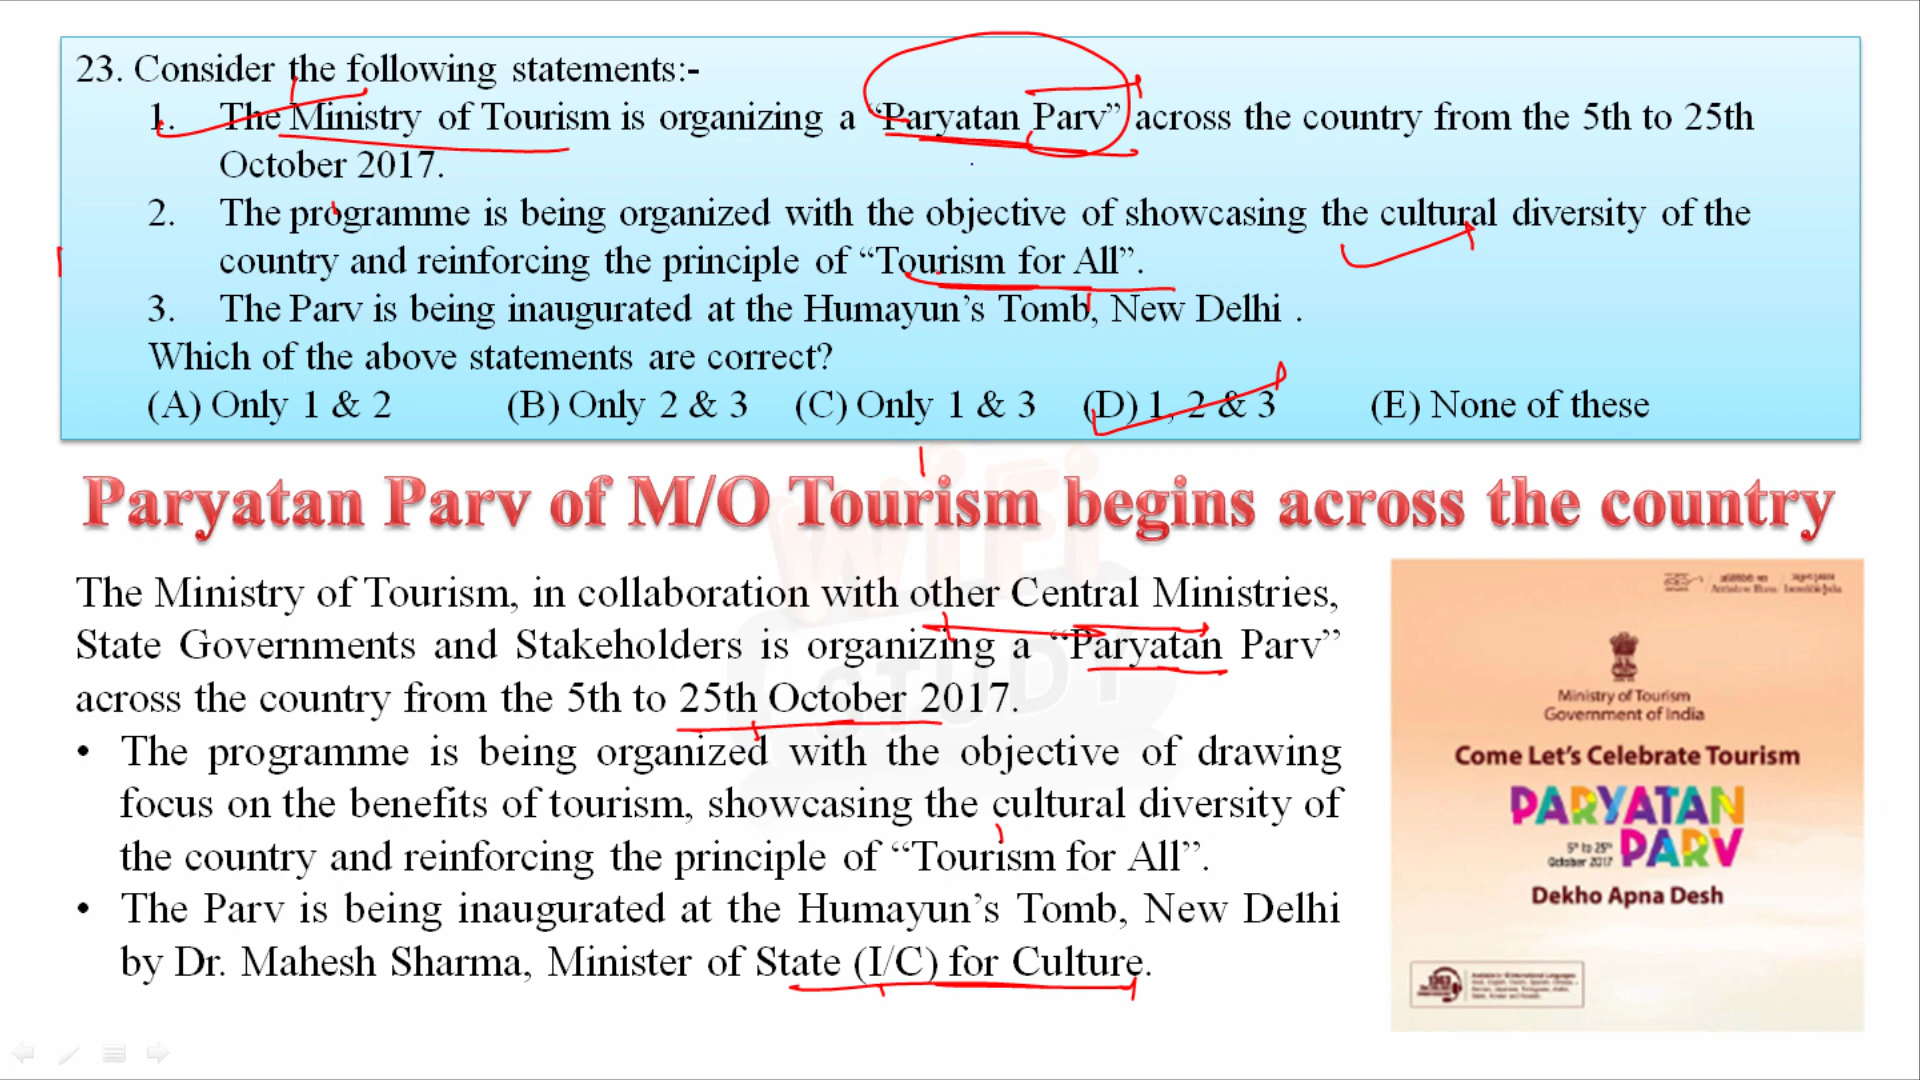 23. Consider the following statements:-
1. The Ministry of Tourism is organizing a “Paryatan Parv” across the country from the 5th to 25th
October 2017.
2. The programme is being organized with the objective of showcasing the cultural diversity of the
country and reinforcing the principle of “Tourism for All”.
3. The Parv is being inaugurated at the Humayun’s Tomb, New Delhi .
Which of the above statements are correct?
(A) Only 1 & 2 (B) Only 2 & 3 (C) Only 1 & 3 (D) 1, 2 & 3 (E) None of these
Paryatan Parv of M/O Tourism begins across the country
The Ministry of Tourism, in collaboration with other Central Ministries,
State Governments and Stakeholders is organizing a “Paryatan Parv”
across the country from the 5th to 25th October 2017.
• The programme is being organized with the objective of drawing
focus on the benefits of tourism, showcasing the cultural diversity of
the country and reinforcing the principle of “Tourism for All”.
• The Parv is being inaugurated at the Humayun’s Tomb, New Delhi
by Dr. Mahesh Sharma, Minister of State (I/C) for Culture.
WiFi
STUDY
Ministry of Tourism
Government of India
Come Let’s Celebrate Tourism
PARYATAN
5th to 25th
October 2017
PARV
Dekho Apna Desh
1363